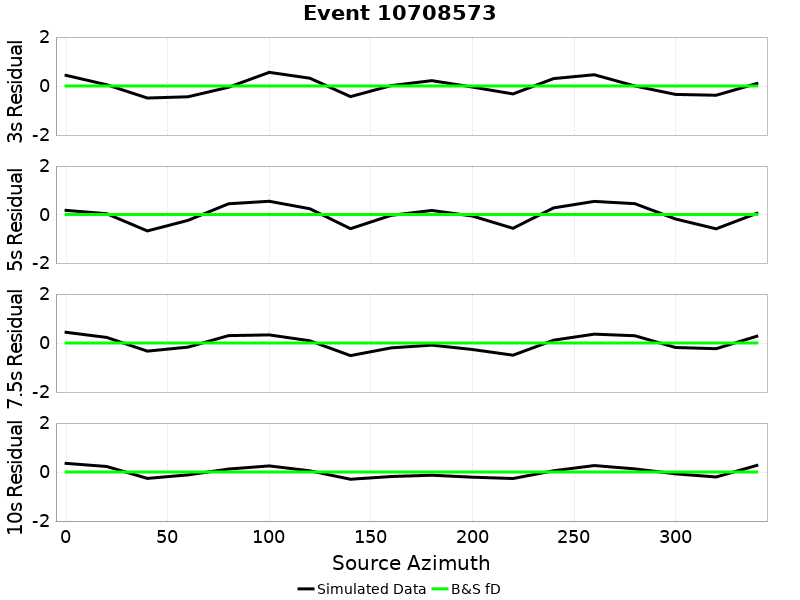 Event 10708573
3s Residual
2
0
-2
5s Residual
2
0
-2
7.5s Residual
2
0
-2
10s Residual
2
0
-2
0 50 100 150 200 250 300
Source Azimuth
Simulated Data B&S fD